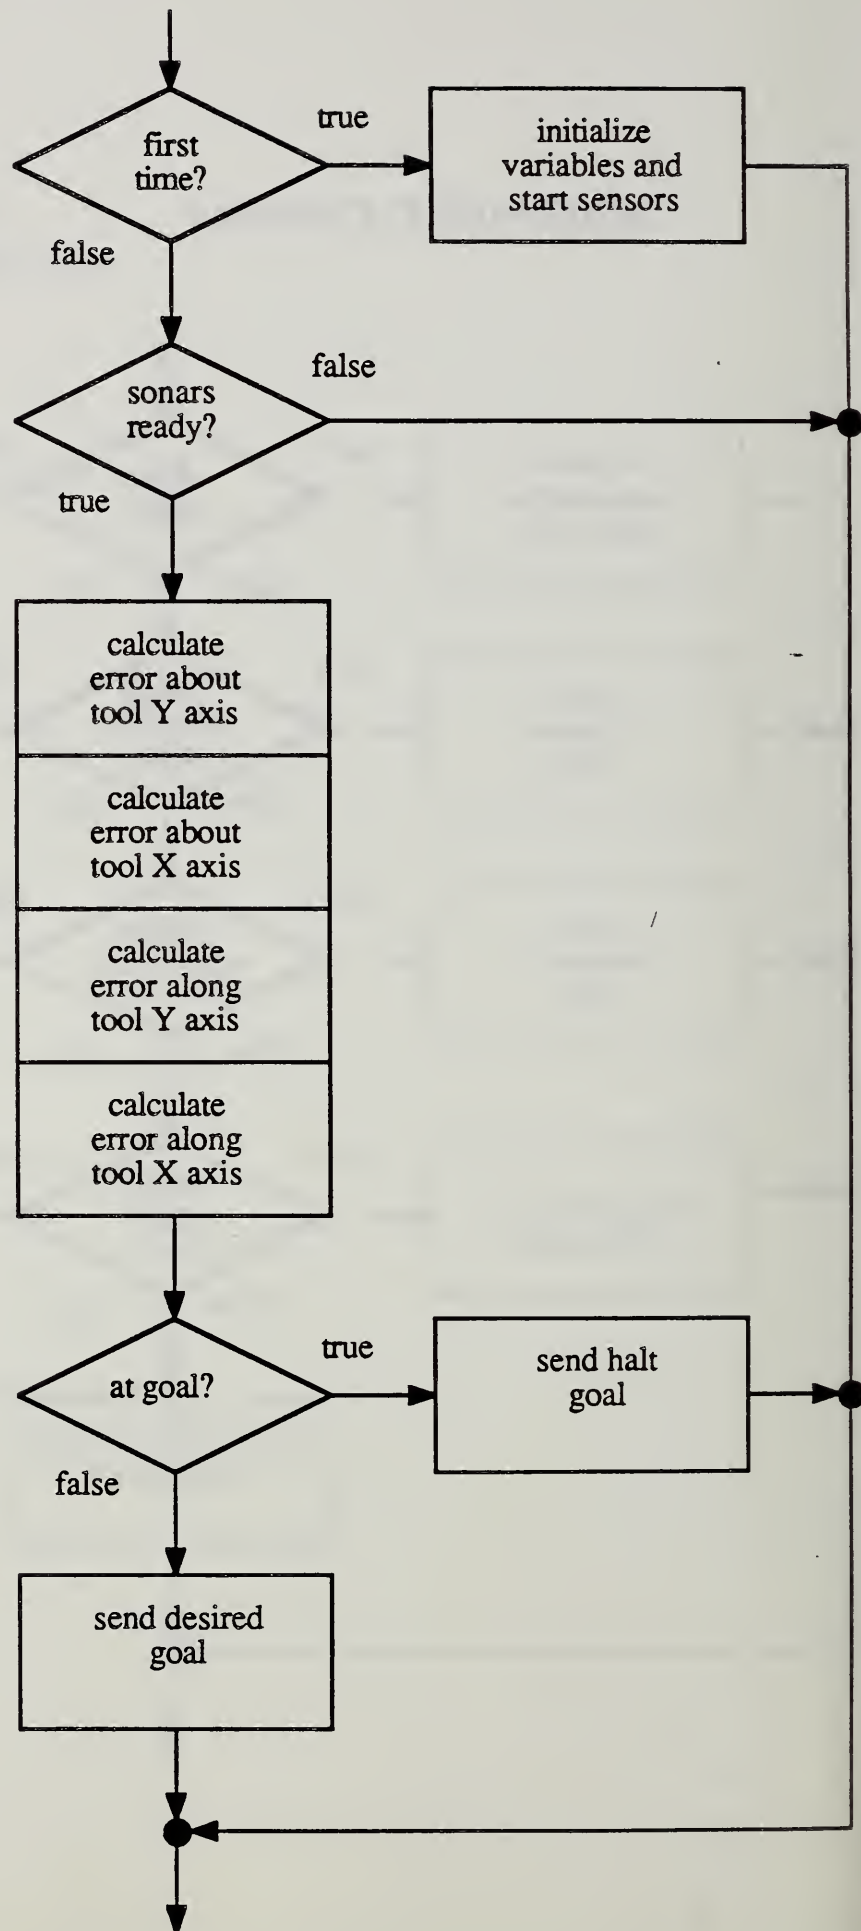 first
time?
true
initialize
variables and
start sensors
false
sonars
ready?
false
true
calculate
error about
tool Y axis
calculate
error about
tool X axis
calculate
error along
tool Y axis
calculate
error along
tool X axis
at goal?
true
send halt
goal
false
send desired
goal